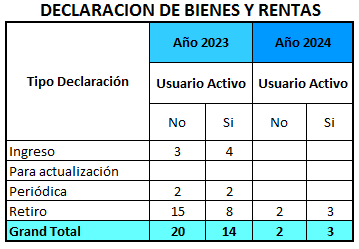 DECLARACION DE BIENES Y RENTAS
Tipo Declaración Año 2023 Año 2024
Usuario Activo Usuario Activo
No Si No Si
Ingreso 3 4
Para actualización
Periódica 2 2
Retiro 15 8 2 3
Grand Total 20 14 2 3